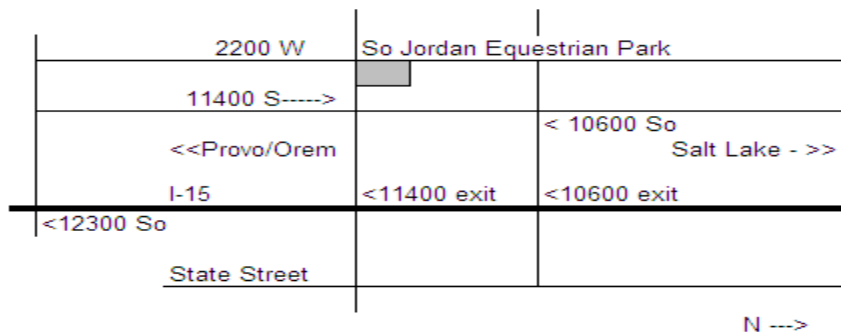 2200 W
So Jordan Equestrian Park
11400 S----->
< 10600 So
<<Provo/Orem
Salt Lake - >>
I-15
<11400 exit
<10600 exit
<12300 So
State Street
N --->